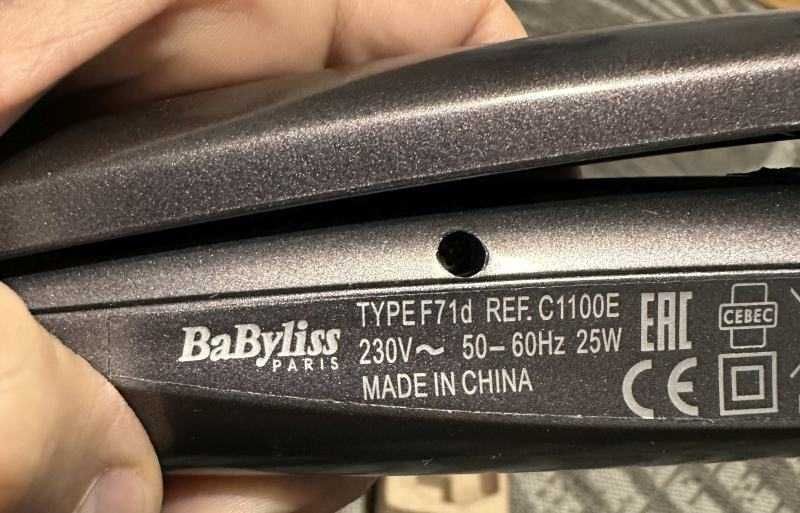 BaByliss
PARIS
TYPE F71d REF. C1100E
230V~ 50-60Hz 25W
MADE IN CHINA
EAC
CEBEC
CE